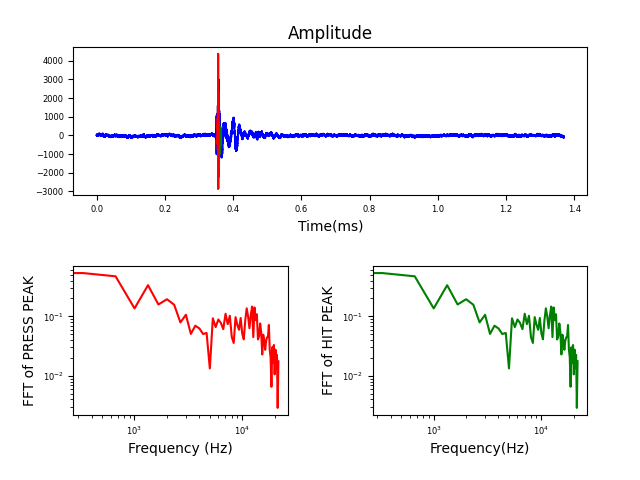 Amplitude
4000
3000
2000
1000
0
−1000
−2000
−3000
0.0 0.2 0.4 0.6 0.8 1.0 1.2 1.4
Time(ms)
FFT of PRESS PEAK
10⁻¹
10⁻²
10³ 10⁴
Frequency (Hz)
FFT of HIT PEAK
10⁻¹
10⁻²
10³ 10⁴
Frequency(Hz)